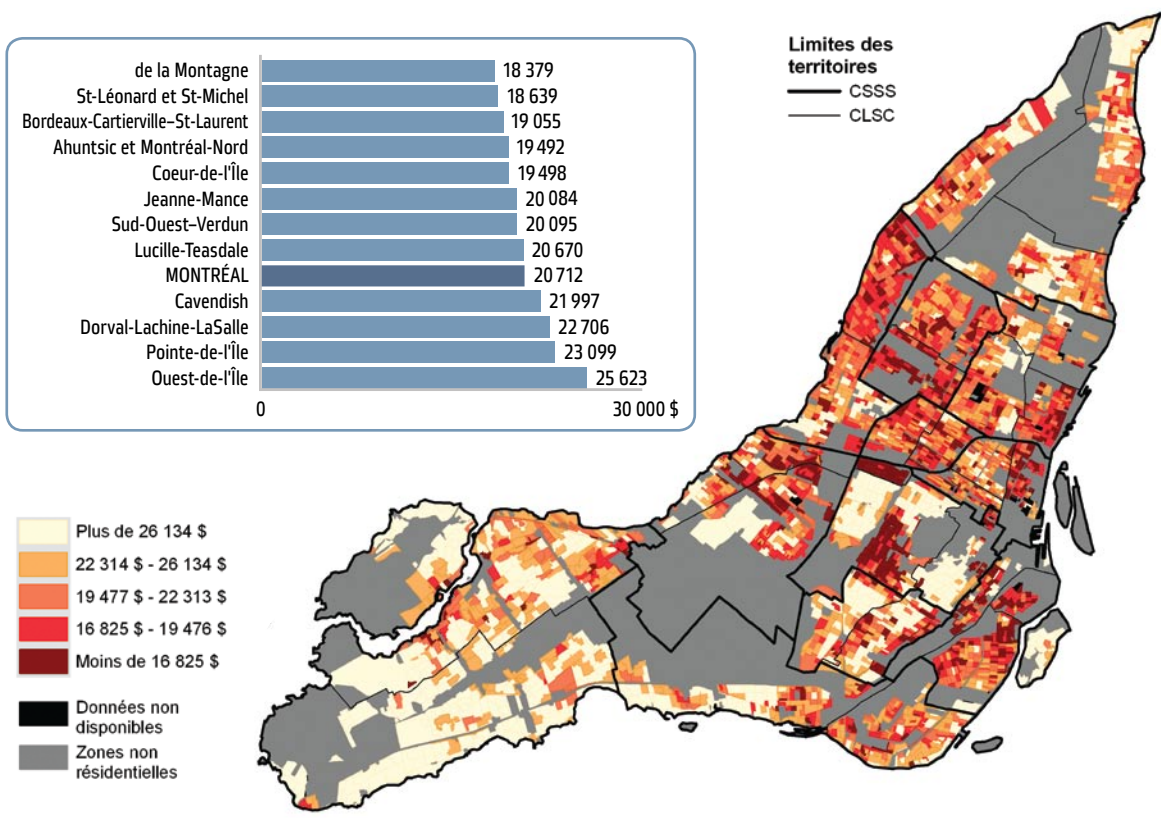 de la Montagne 18 379
St-Léonard et St-Michel 18 639
Bordeaux-Cartierville–St-Laurent 19 055
Ahuntsic et Montréal-Nord 19 492
Coeur-de-l'Île 19 498
Jeanne-Mance 20 084
Sud-Ouest–Verdun 20 095
Lucille-Teasdale 20 670
MONTRÉAL 20 712
Cavendish 21 997
Dorval-Lachine-LaSalle 22 706
Pointe-de-l'Île 23 099
Ouest-de-l'Île 25 623
0 30 000 $
Limites des
territoires
CSSS
CLSC
Plus de 26 134 $
22 314 $ - 26 134 $
19 477 $ - 22 313 $
16 825 $ - 19 476 $
Moins de 16 825 $
Données non
disponibles
Zones non
résidentielles